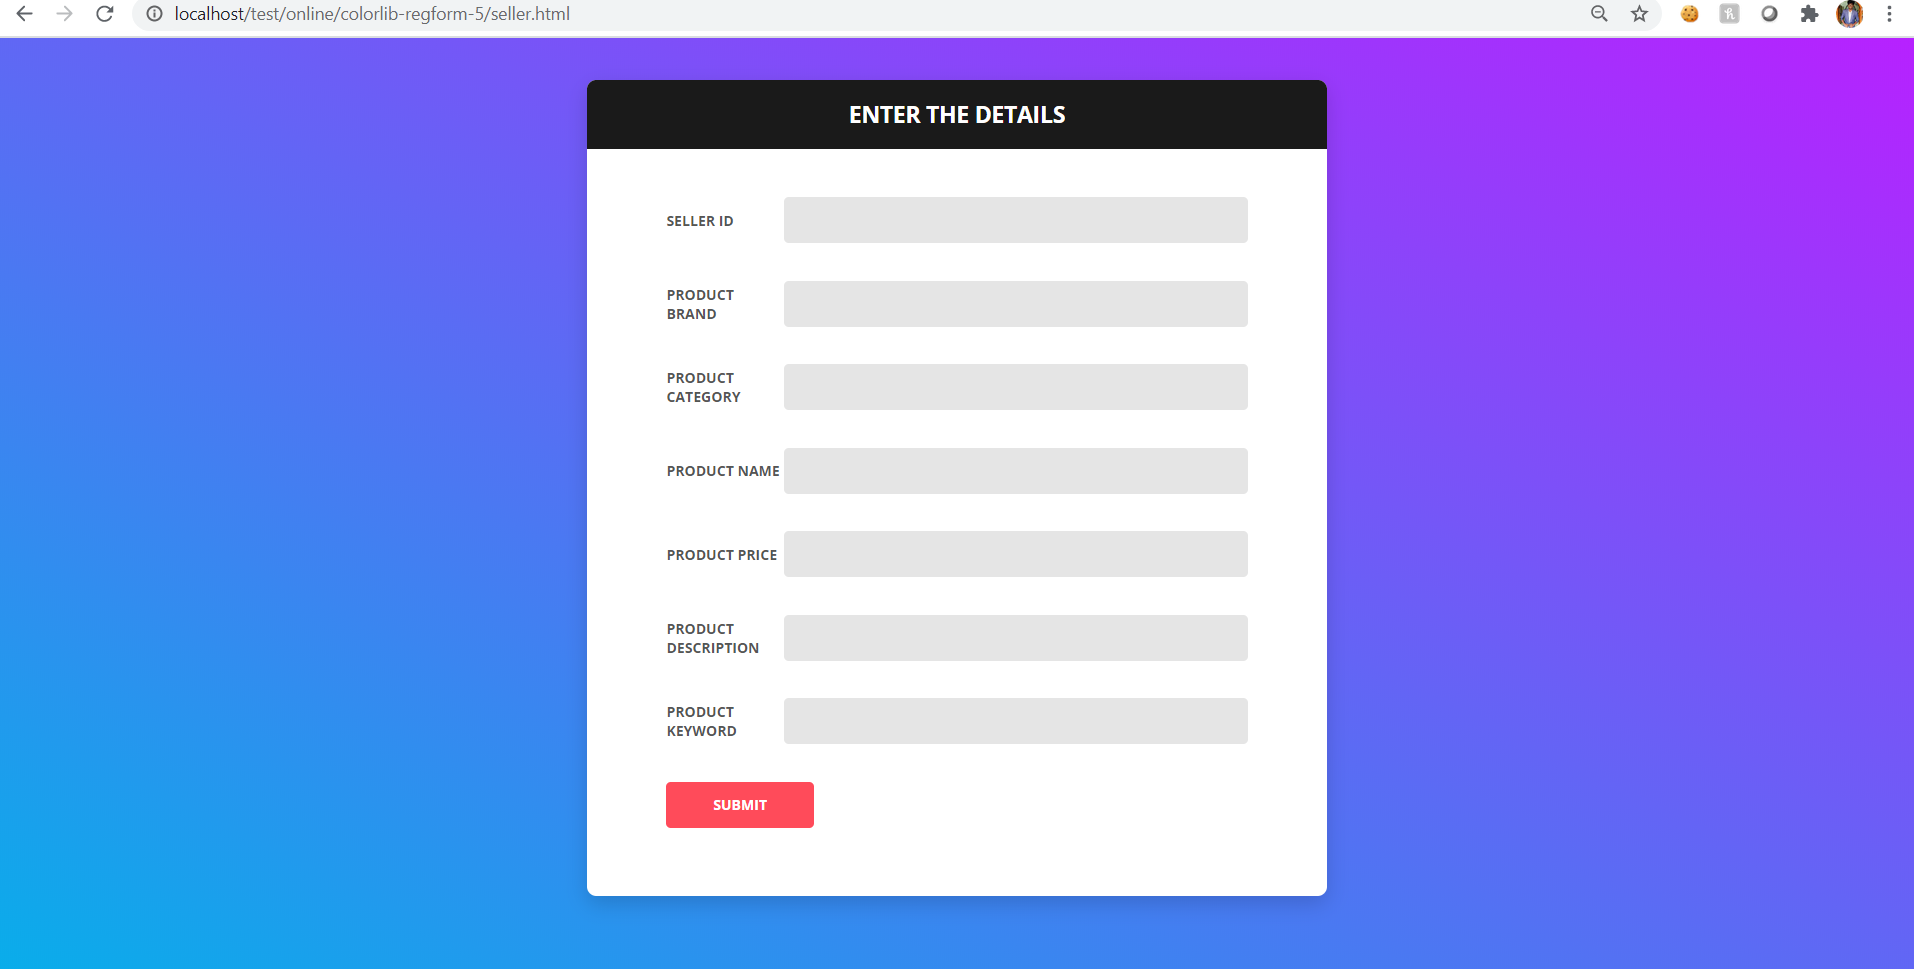 localhost/test/online/colorlib-regform-5/seller.html
ENTER THE DETAILS
SELLER ID
PRODUCT
BRAND
PRODUCT
CATEGORY
PRODUCT NAME
PRODUCT PRICE
PRODUCT
DESCRIPTION
PRODUCT
KEYWORD
SUBMIT